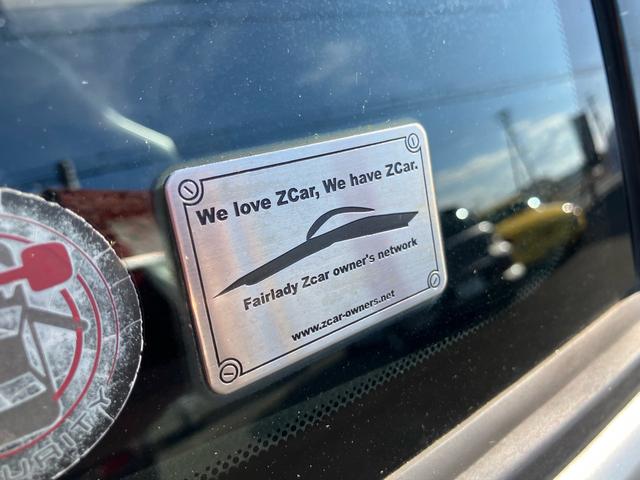 We love ZCar, We have ZCar.
Fairlady Zcar owner's network
www.zcar-owners.net